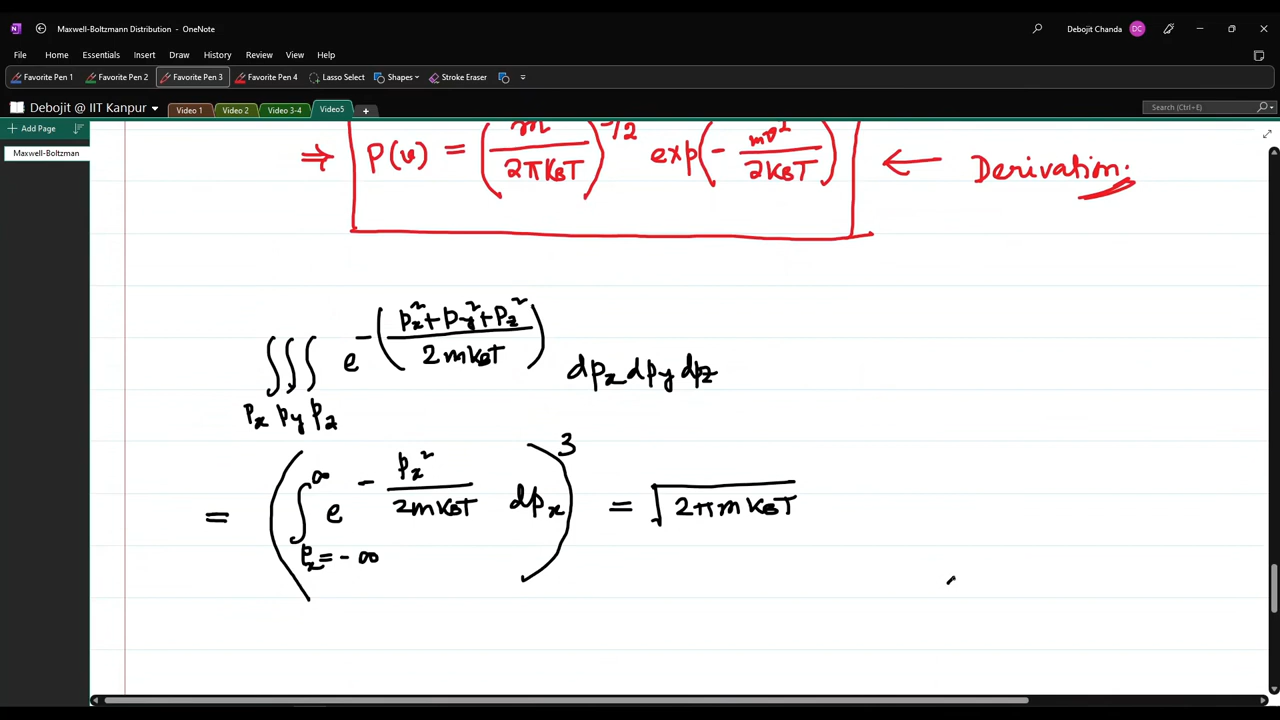 Maxwell-Boltzmann Distribution - OneNote
Debojit Chanda DC
File Home Essentials Insert Draw History Review View Help
Favorite Pen 1 Favorite Pen 2 Favorite Pen 3 Favorite Pen 4 Lasso Select Shapes Stroke Eraser
Debojit @ IIT Kanpur Video 1 Video 2 Video 3-4 Video5 + Search (Ctrl+E)
+ Add Page
Maxwell-Boltzman
⇒ P(v) = (m / 2πKBT)^3/2 exp(- mv² / 2KBT) ← Derivation.
∫∫∫ px py pz e^-((px²+py²+pz²) / 2mKBT) dpx dpy dpz
= (∫ px=-∞ ∞ e^- px² / 2mKBT dpx)³ = √2πmKBT